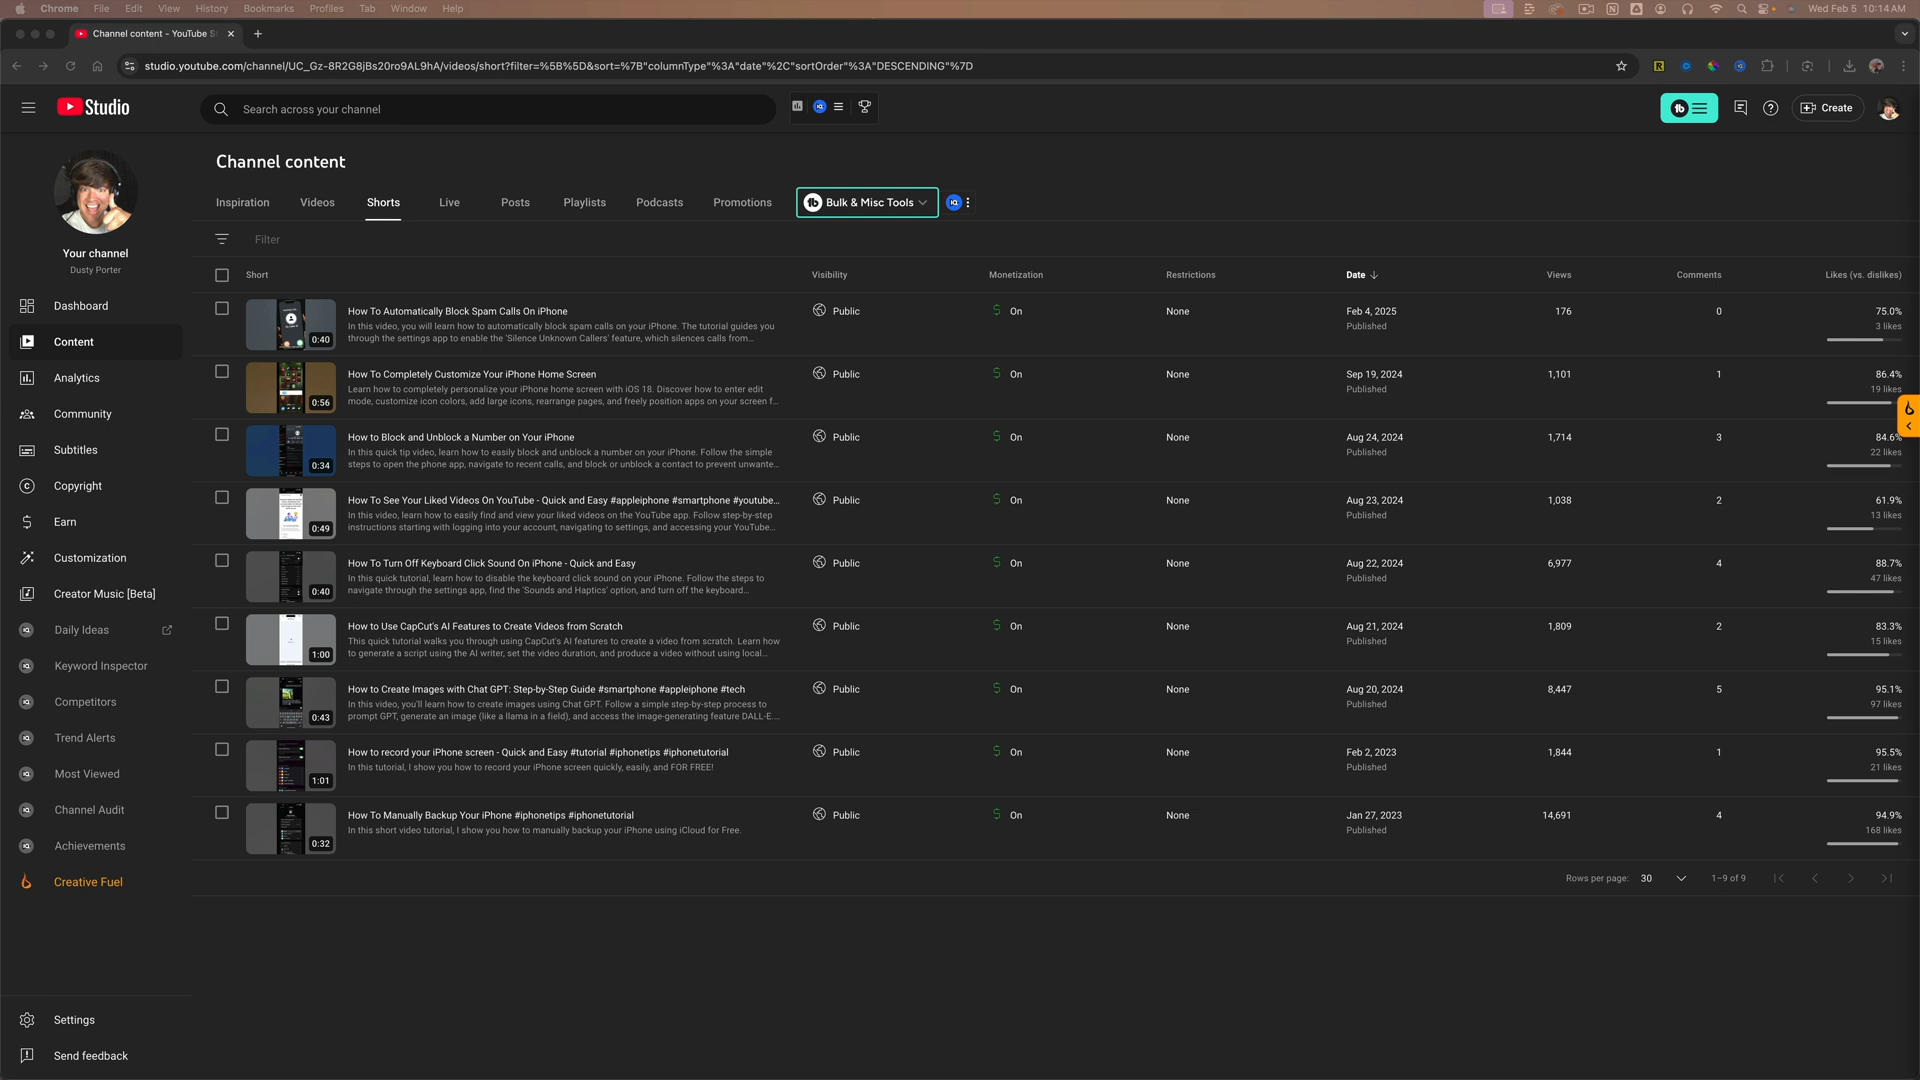 Chrome File Edit View History Bookmarks Profiles Tab Window Help Wed Feb 5 10:14 AM
Channel content - YouTube S
studio.youtube.com/channel/UC_Gz-8R2G8jBs20ro9AL9hA/videos/short?filter=%5B%5D&sort=%7B"columnType"%3A"date"%2C"sortOrder"%3A"DESCENDING"%7D
Studio
Search across your channel
Create
Channel content
Inspiration Videos Shorts Live Posts Playlists Podcasts Promotions Bulk & Misc Tools
Filter
Your channel
Dusty Porter
Dashboard
Content
Analytics
Community
Subtitles
Copyright
Earn
Customization
Creator Music [Beta]
Daily Ideas
Keyword Inspector
Competitors
Trend Alerts
Most Viewed
Channel Audit
Achievements
Creative Fuel
Settings
Send feedback
Short Visibility Monetization Restrictions Date Views Comments Likes (vs. dislikes)
How To Automatically Block Spam Calls On iPhone Public On None Feb 4, 2025 176 0 75.0%
In this video, you will learn how to automatically block spam calls on your iPhone. The tutorial guides you Published 3 likes
through the settings app to enable the 'Silence Unknown Callers' feature, which silences calls from...
0:40
How To Completely Customize Your iPhone Home Screen Public On None Sep 19, 2024 1,101 1 86.4%
Learn how to completely personalize your iPhone home screen with iOS 18. Discover how to enter edit Published 19 likes
mode, customize icon colors, add large icons, rearrange pages, and freely position apps on your screen f...
0:56
How to Block and Unblock a Number on Your iPhone Public On None Aug 24, 2024 1,714 3 84.6%
In this quick tip video, learn how to easily block and unblock a number on your iPhone. Follow the simple Published 22 likes
steps to open the phone app, navigate to recent calls, and block or unblock a contact to prevent unwante...
0:34
How To See Your Liked Videos On YouTube - Quick and Easy #appleiphone #smartphone #youtube... Public On None Aug 23, 2024 1,038 2 61.9%
In this video, learn how to easily find and view your liked videos on the YouTube app. Follow step-by-step Published 13 likes
instructions starting with logging into your account, navigating to settings, and accessing your YouTube...
0:49
How To Turn Off Keyboard Click Sound On iPhone - Quick and Easy Public On None Aug 22, 2024 6,977 4 88.7%
In this quick tutorial, learn how to disable the keyboard click sound on your iPhone. Follow the steps to Published 47 likes
navigate through the settings app, find the 'Sounds and Haptics' option, and turn off the keyboard...
0:40
How to Use CapCut's AI Features to Create Videos from Scratch Public On None Aug 21, 2024 1,809 2 83.3%
This quick tutorial walks you through using CapCut's AI features to create a video from scratch. Learn how Published 15 likes
to generate a script using the AI writer, set the video duration, and produce a video without using local...
1:00
How to Create Images with Chat GPT: Step-by-Step Guide #smartphone #appleiphone #tech Public On None Aug 20, 2024 8,447 5 95.1%
In this video, you'll learn how to create images using Chat GPT. Follow a simple step-by-step process to Published 97 likes
prompt GPT, generate an image (like a llama in a field), and access the image-generating feature DALL-E....
0:43
How to record your iPhone screen - Quick and Easy #tutorial #iphonetips #iphonetutorial Public On None Feb 2, 2023 1,844 1 95.5%
In this tutorial, I show you how to record your iPhone screen quickly, easily, and FOR FREE! Published 21 likes
1:01
How To Manually Backup Your iPhone #iphonetips #iphonetutorial Public On None Jan 27, 2023 14,691 4 94.9%
In this short video tutorial, I show you how to manually backup your iPhone using iCloud for Free. Published 168 likes
0:32
Rows per page: 30 1–9 of 9